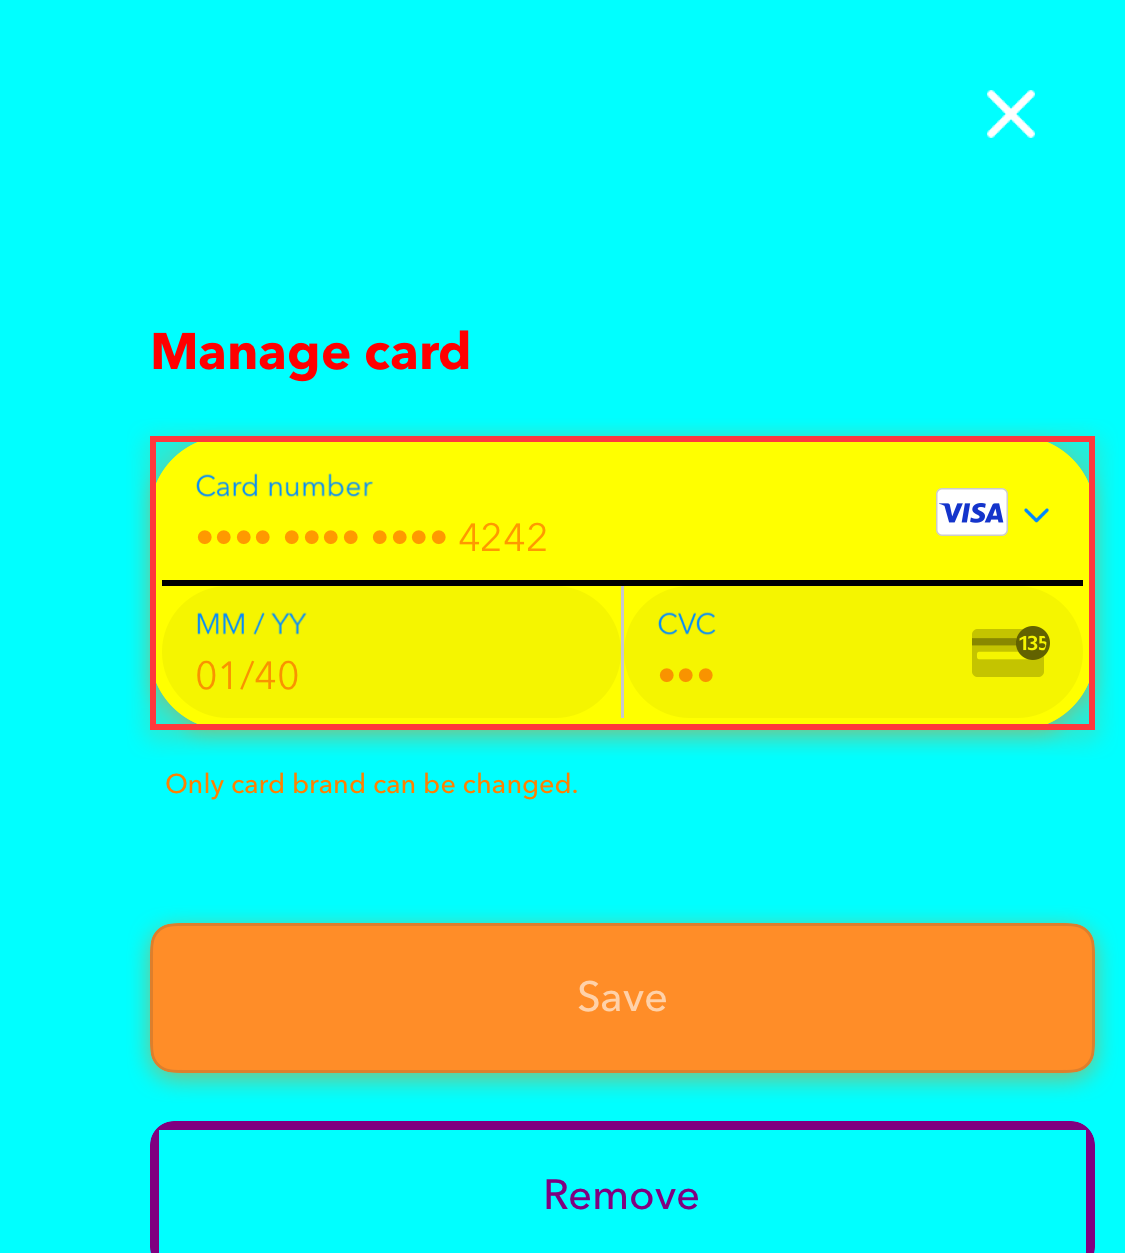 Manage card
Card number
•••• •••• •••• 4242
VISA
MM / YY
01/40
CVC
•••
135
Only card brand can be changed.
Save
Remove